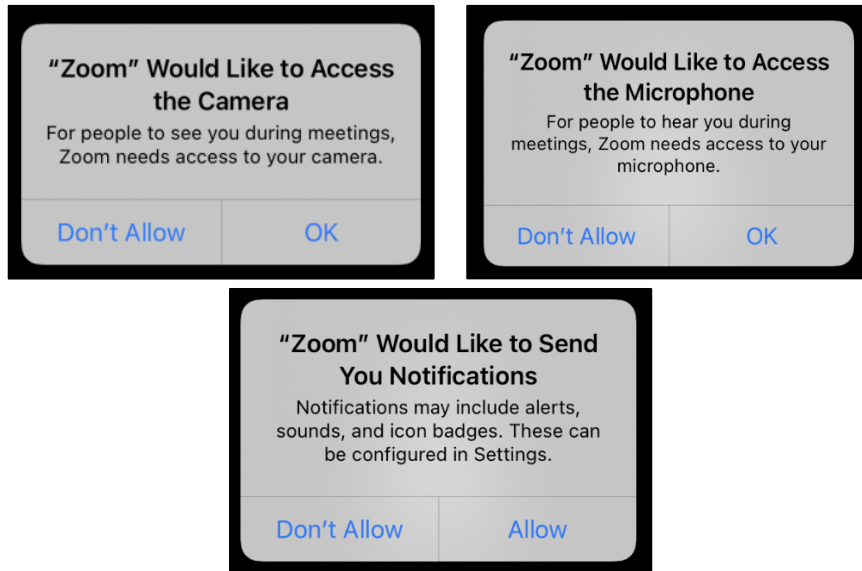 “Zoom” Would Like to Access
the Camera
For people to see you during meetings,
Zoom needs access to your camera.
Don’t Allow
OK
“Zoom” Would Like to Access
the Microphone
For people to hear you during
meetings, Zoom needs access to your
microphone.
Don’t Allow
OK
“Zoom” Would Like to Send
You Notifications
Notifications may include alerts,
sounds, and icon badges. These can
be configured in Settings.
Don’t Allow
Allow